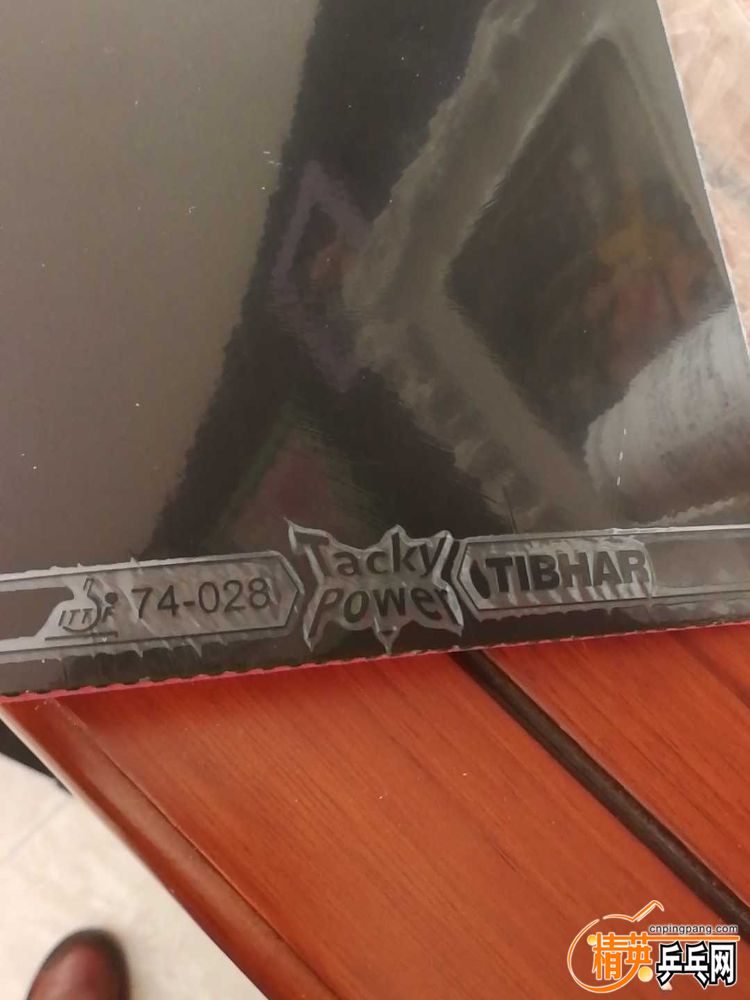 ITTF 74-028 Tacky Power TIBHAR
cnpingpang.com
精英乒乓网